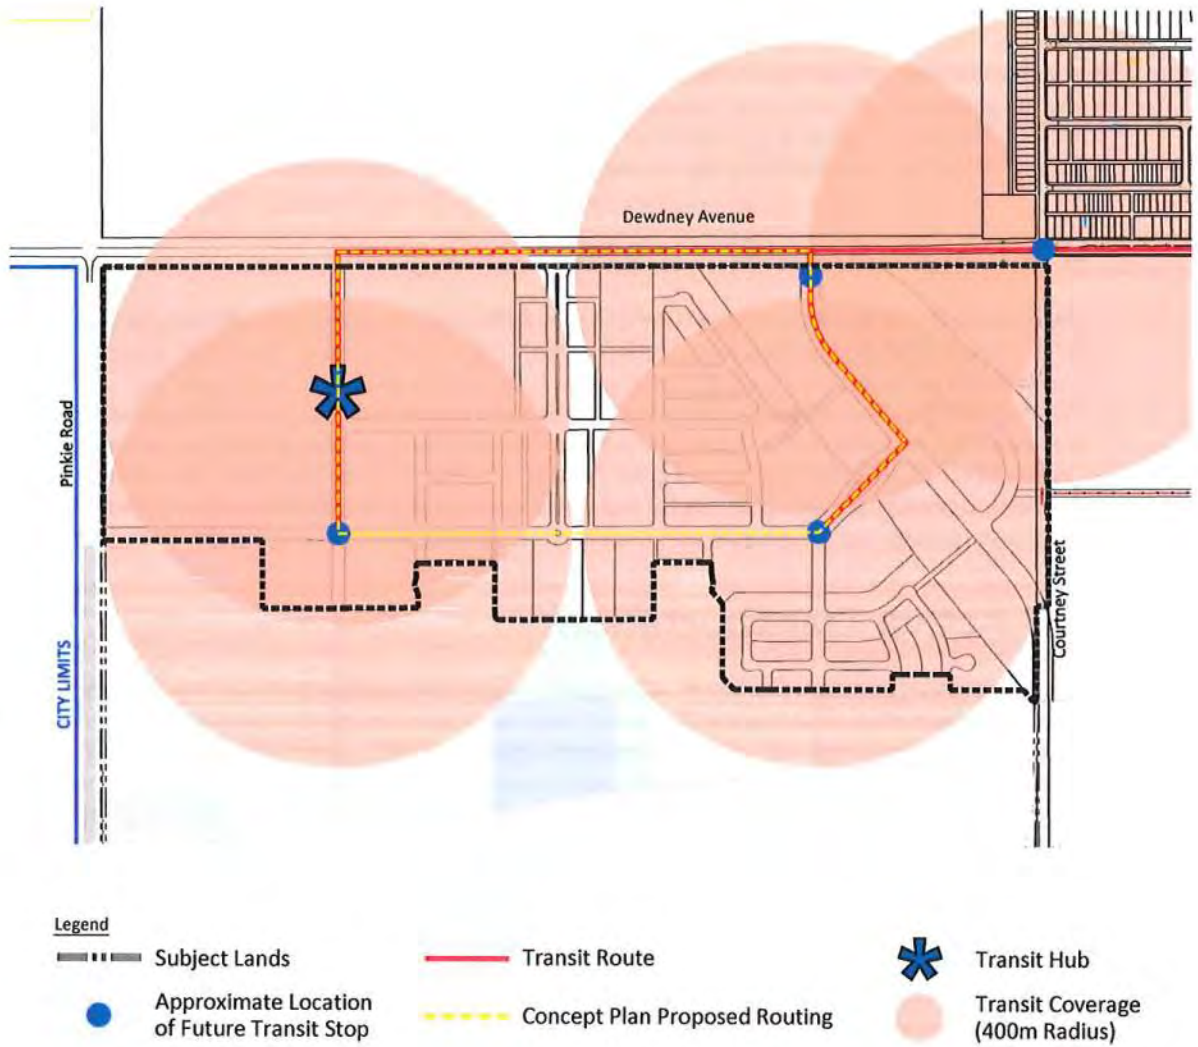 Dewdney Avenue
Pinkie Road
CITY LIMITS
Courtney Street
Legend
Subject Lands
Transit Route
Transit Hub
Approximate Location
of Future Transit Stop
Concept Plan Proposed Routing
Transit Coverage
(400m Radius)